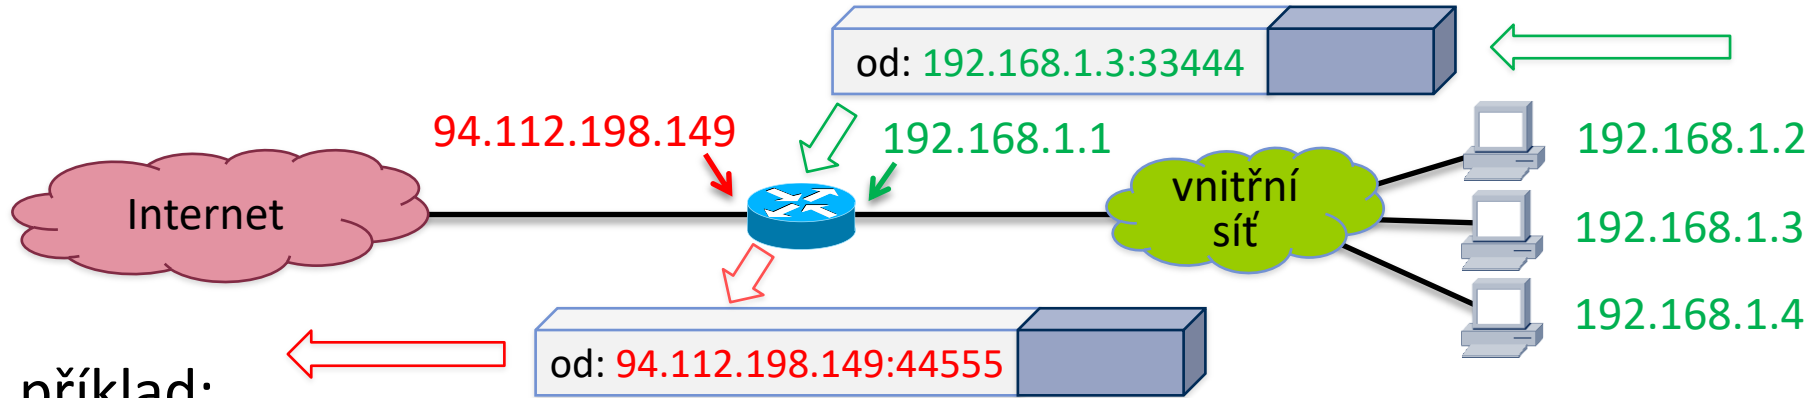 od: 192.168.1.3:33444
94.112.198.149
192.168.1.1
192.168.1.2
Internet
vnitřní
síť
192.168.1.3
192.168.1.4
od: 94.112.198.149:44555
příklad: